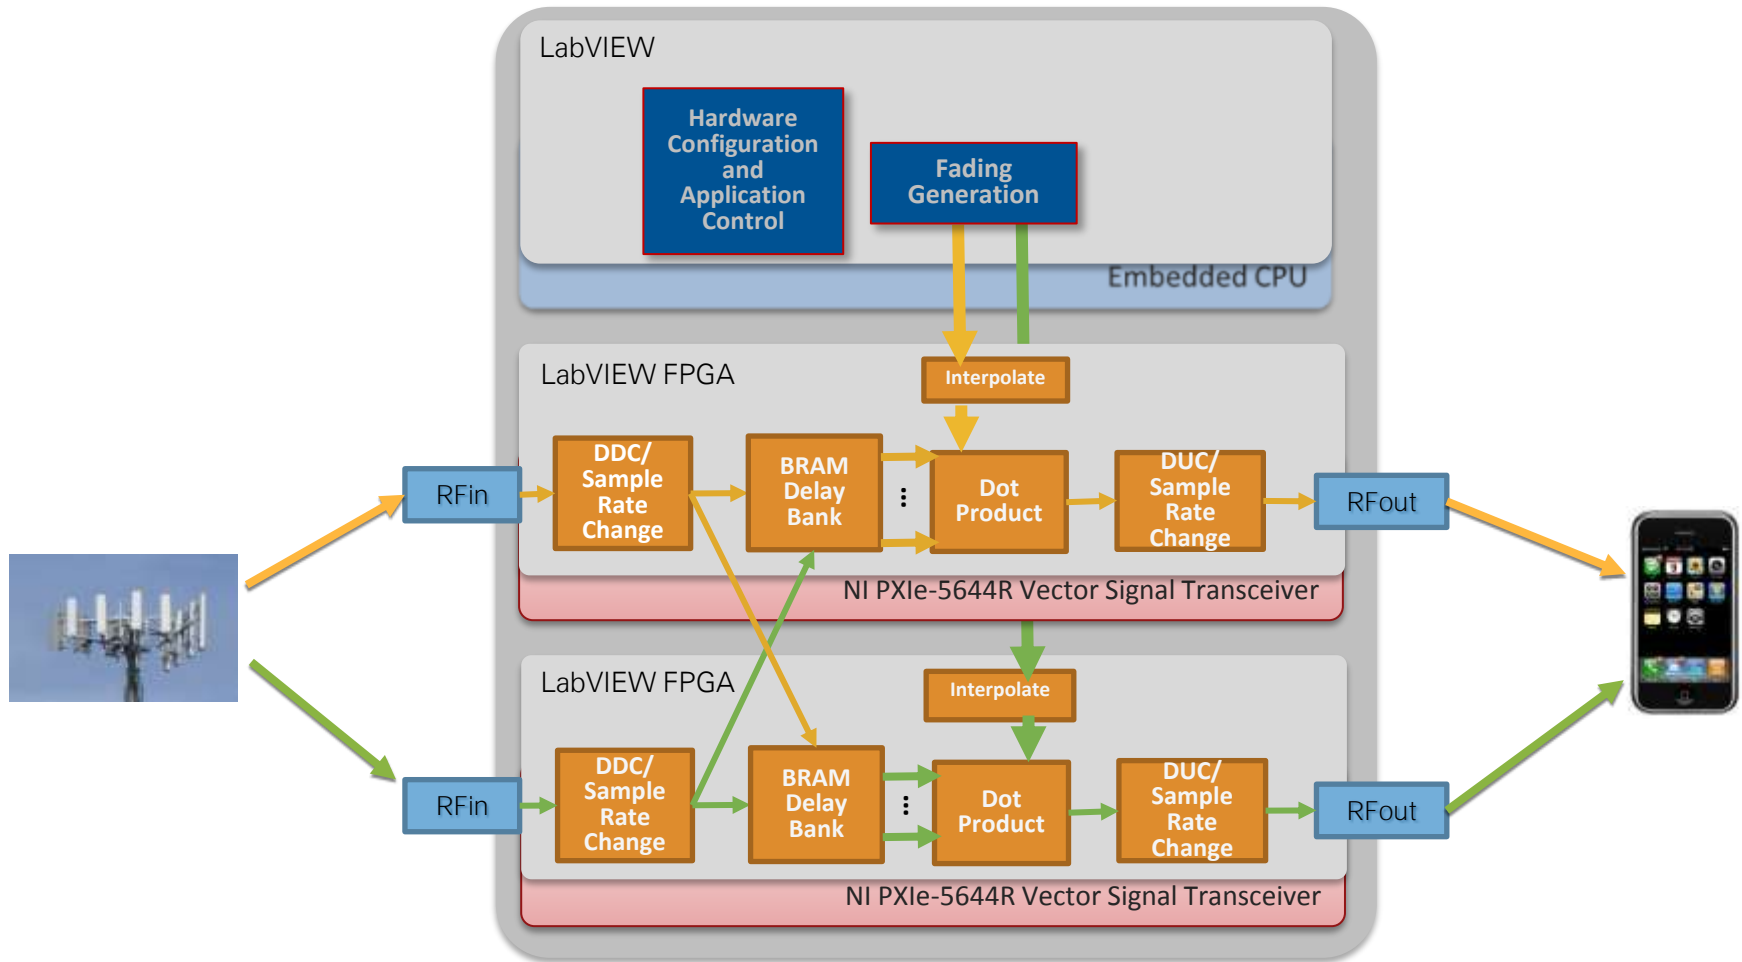 LabVIEW
Hardware
Configuration
and
Application
Control
Fading
Generation
Embedded CPU
LabVIEW FPGA
Interpolate
RFin
DDC/
Sample
Rate
Change
BRAM
Delay
Bank
...
Dot
Product
DUC/
Sample
Rate
Change
RFout
NI PXIe-5644R Vector Signal Transceiver
LabVIEW FPGA
Interpolate
RFin
DDC/
Sample
Rate
Change
BRAM
Delay
Bank
...
Dot
Product
DUC/
Sample
Rate
Change
RFout
NI PXIe-5644R Vector Signal Transceiver